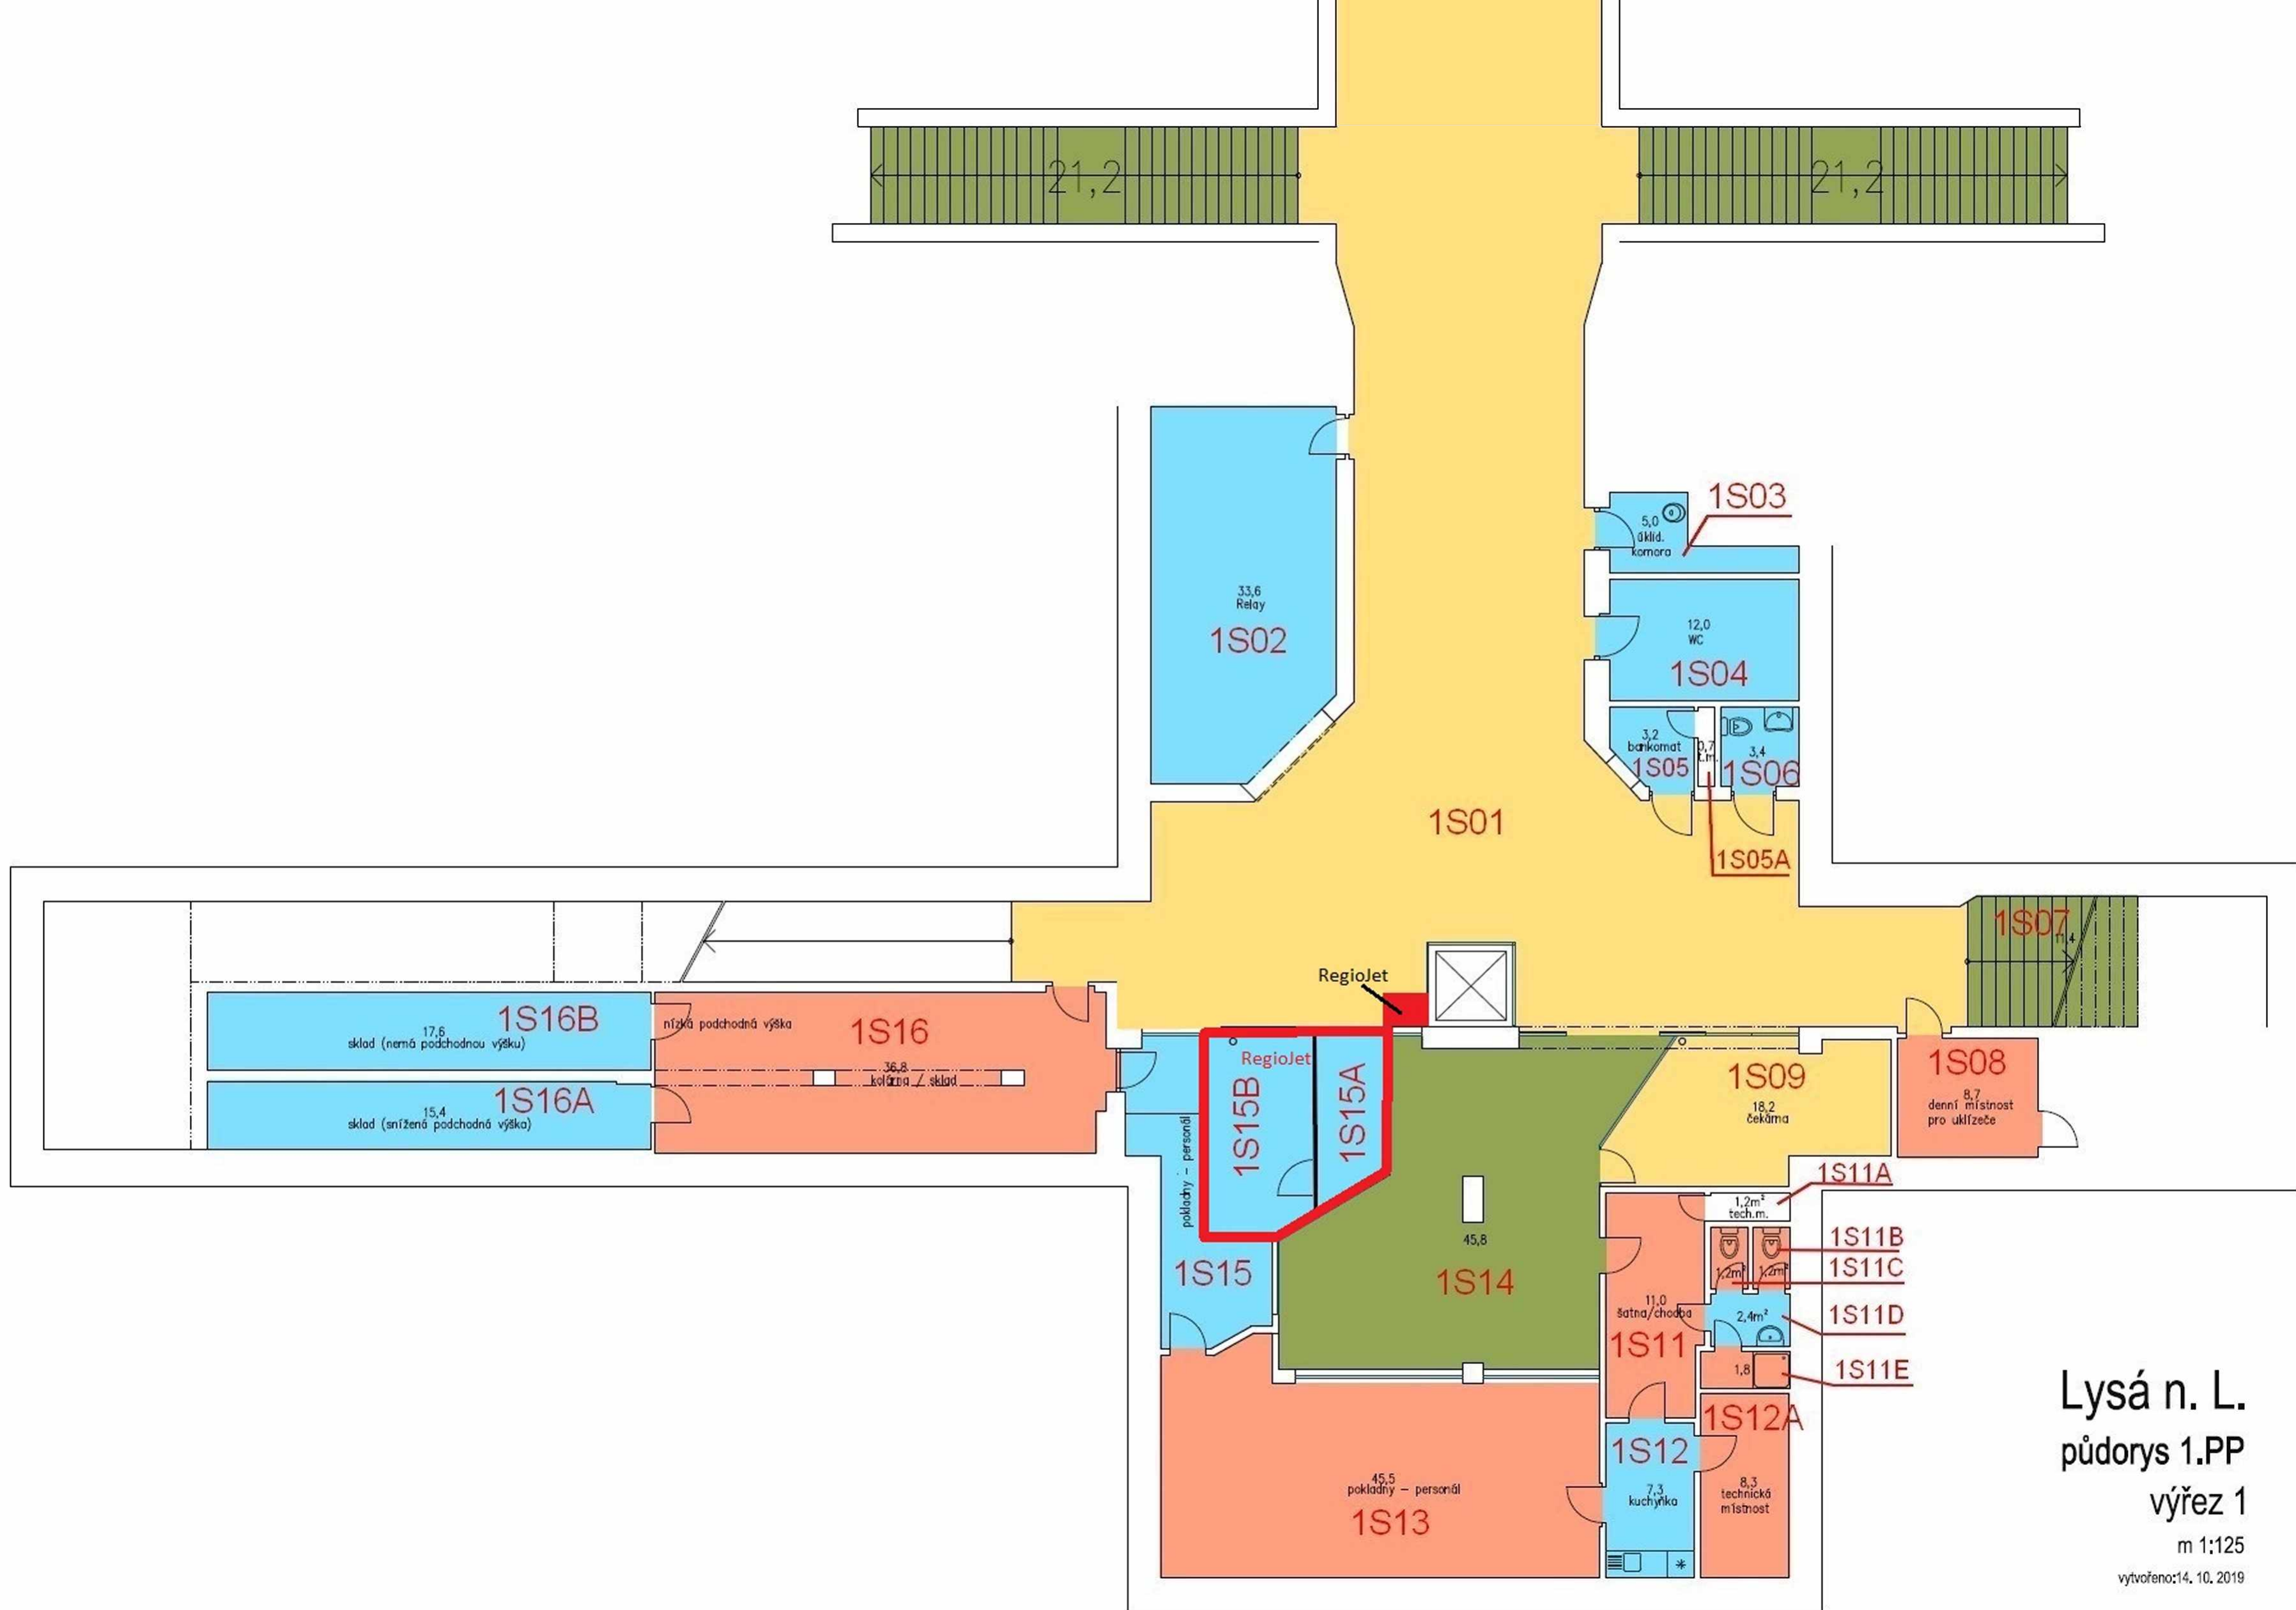 21,2
21,2
1S03
5,0
úklid.
komora
33,6
Relay
1S02
12,0
WC
1S04
3,2
bankomat
1S05
0,7
t.m.
3,4
1S06
1S01
1S05A
1S07
11,4
RegioJet
1S16B
17,6
sklad (nemá podchodnou výšku)
nízká podchodná výška
1S16
36,8
kolárna / sklad
1S16A
15,4
sklad (snížená podchodná výška)
RegioJet
1S15B
1S15A
pokladny – personál
1S15
1S09
18,2
čekárna
1S08
8,7
denní místnost
pro uklízeče
45,8
1S14
1S11A
1,2m²
tech.m.
1S11B
1S11C
1,2m²
1,2m²
11,0
šatna/chodba
1S11
2,4m²
1S11D
1,8
1S11E
1S12A
8,3
technická
místnost
1S12
7,3
kuchyňka
45,5
pokladny – personál
1S13
Lysá n. L.
půdorys 1.PP
výřez 1
m 1:125
vytvořeno:14. 10. 2019